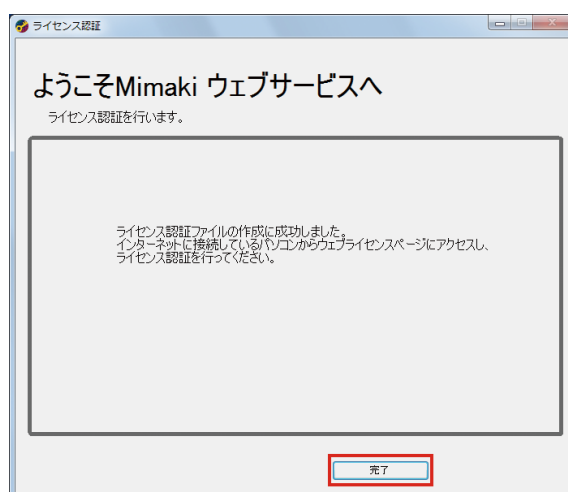 ライセンス認証
ようこそMimaki ウェブサービスへ
ライセンス認証を行います。
ライセンス認証ファイルの作成に成功しました。
インターネットに接続しているパソコンからウェブライセンスページにアクセスし、
ライセンス認証を行ってください。
完了